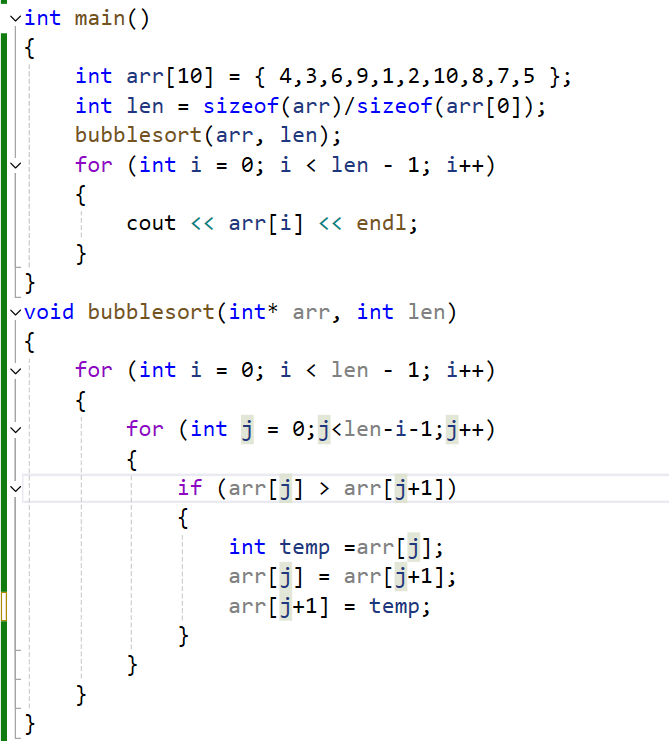 int main()
{
    int arr[10] = { 4,3,6,9,1,2,10,8,7,5 };
    int len = sizeof(arr)/sizeof(arr[0]);
    bubblesort(arr, len);
    for (int i = 0; i < len - 1; i++)
    {
        cout << arr[i] << endl;
    }
}
void bubblesort(int* arr, int len)
{
    for (int i = 0; i < len - 1; i++)
    {
        for (int j = 0;j<len-i-1;j++)
        {
            if (arr[j] > arr[j+1])
            {
                int temp =arr[j];
                arr[j] = arr[j+1];
                arr[j+1] = temp;
            }
        }
    }
}